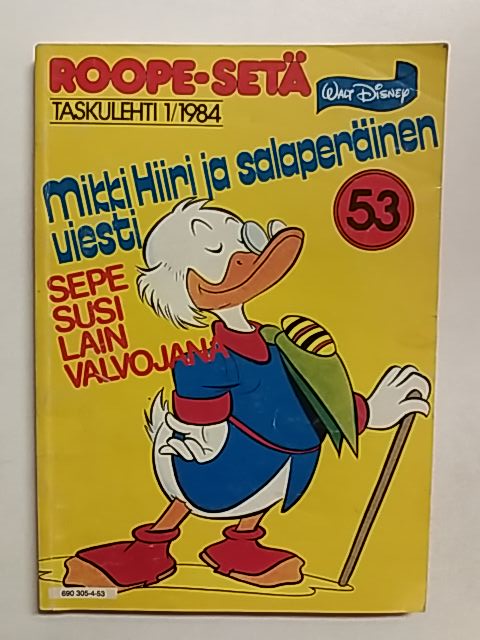 ROOPE-SETÄ
WALT DISNEY
TASKULEHTI 1/1984
Mikki Hiiri ja salaperäinen
viesti
53
SEPE
SUSI
LAIN
VALVOJANA
690 305-4-53